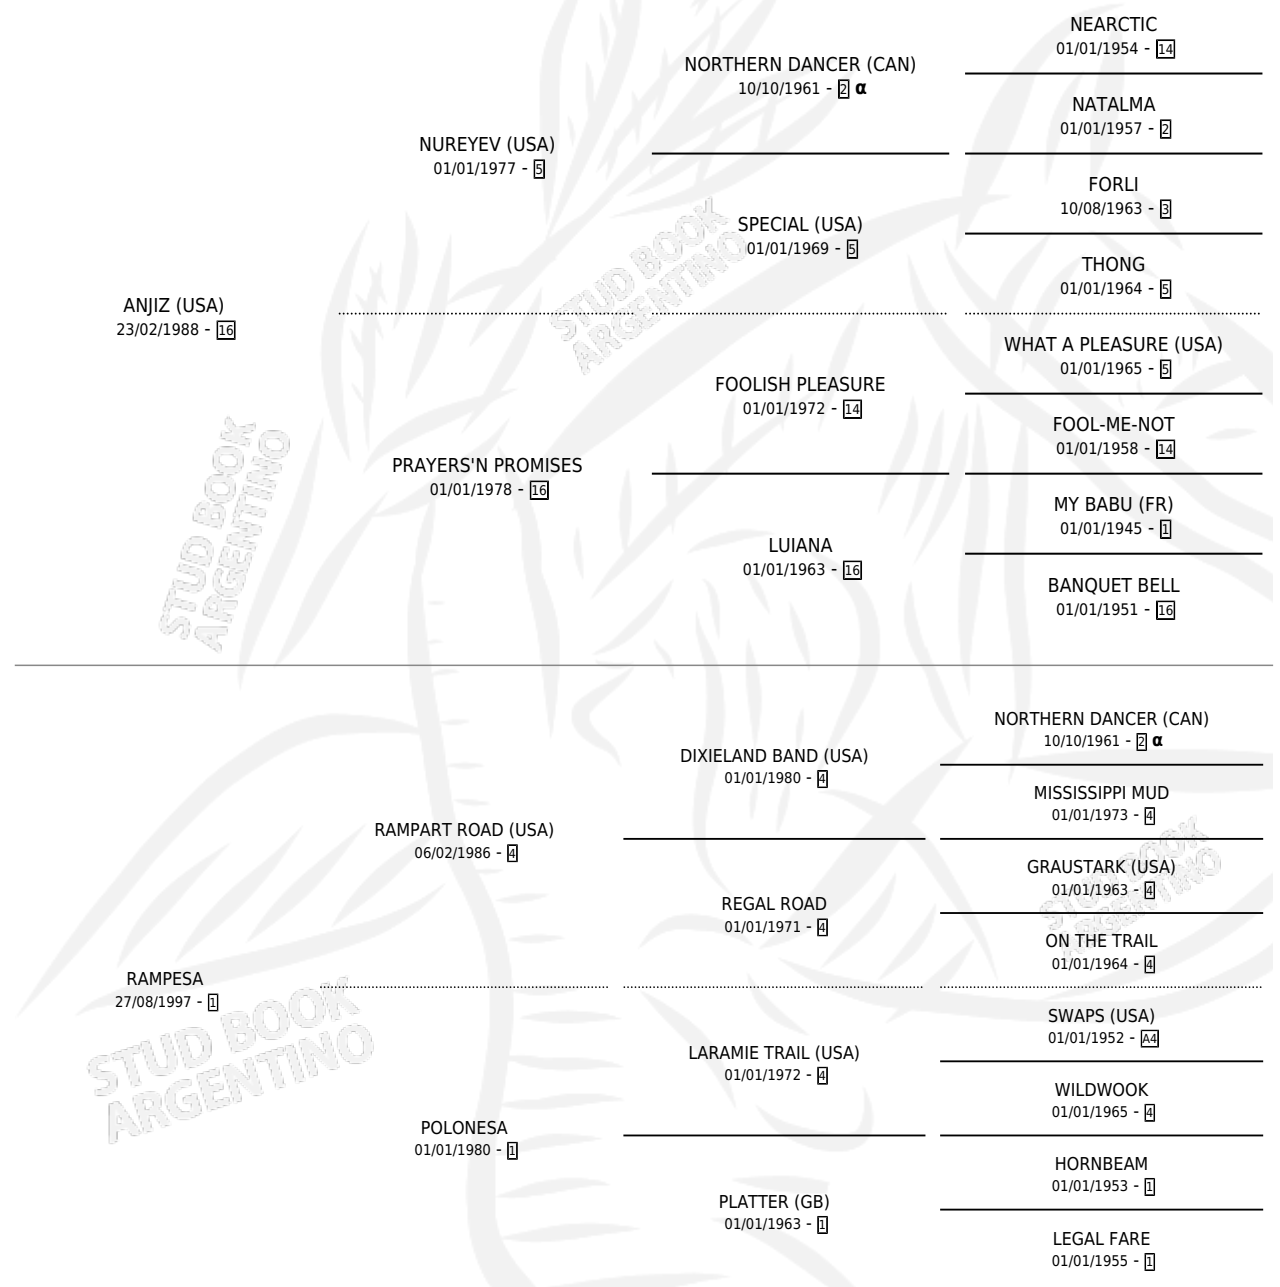 NEARCTIC
01/01/1954 - 14
NORTHERN DANCER (CAN)
10/10/1961 - 2 α
NATALMA
01/01/1957 - 2
NUREYEV (USA)
01/01/1977 - 5
FORLI
10/08/1963 - 3
SPECIAL (USA)
01/01/1969 - 5
THONG
01/01/1964 - 5
ANJIZ (USA)
23/02/1988 - 16
WHAT A PLEASURE (USA)
01/01/1965 - 5
FOOLISH PLEASURE
01/01/1972 - 14
FOOL-ME-NOT
01/01/1958 - 14
PRAYERS'N PROMISES
01/01/1978 - 16
MY BABU (FR)
01/01/1945 - 1
LUIANA
01/01/1963 - 16
BANQUET BELL
01/01/1951 - 16
NORTHERN DANCER (CAN)
10/10/1961 - 2 α
DIXIELAND BAND (USA)
01/01/1980 - 4
MISSISSIPPI MUD
01/01/1973 - 4
RAMPART ROAD (USA)
06/02/1986 - 4
GRAUSTARK (USA)
01/01/1963 - 4
REGAL ROAD
01/01/1971 - 4
ON THE TRAIL
01/01/1964 - 4
RAMPESA
27/08/1997 - 1
SWAPS (USA)
01/01/1952 - A4
LARAMIE TRAIL (USA)
01/01/1972 - 4
WILDWOOK
01/01/1965 - 4
POLONESA
01/01/1980 - 1
HORNBEAM
01/01/1953 - 1
PLATTER (GB)
01/01/1963 - 1
LEGAL FARE
01/01/1955 - 1
STUD BOOK
ARGENTINO
STUD BOOK
ARGENTINO
STUD BOOK
ARGENTINO
STUD BOOK
ARGENTINO